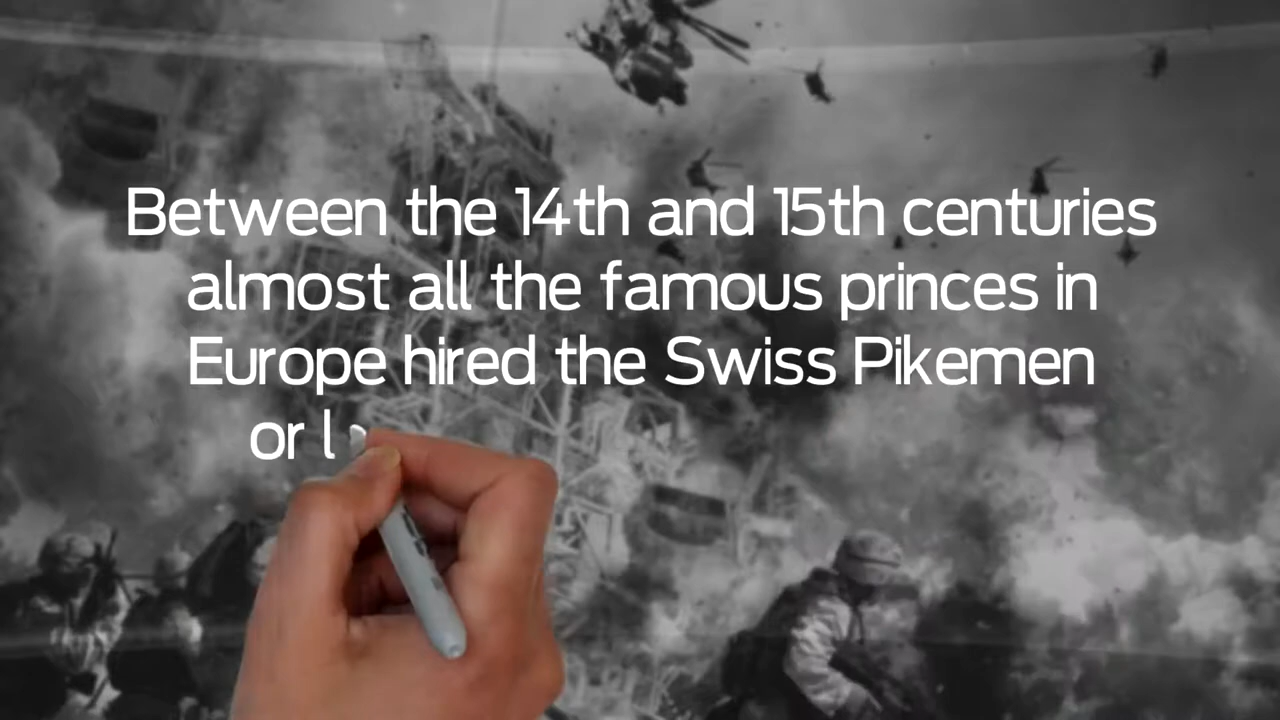 Between the 14th and 15th centuries
almost all the famous princes in
Europe hired the Swiss Pikemen
or